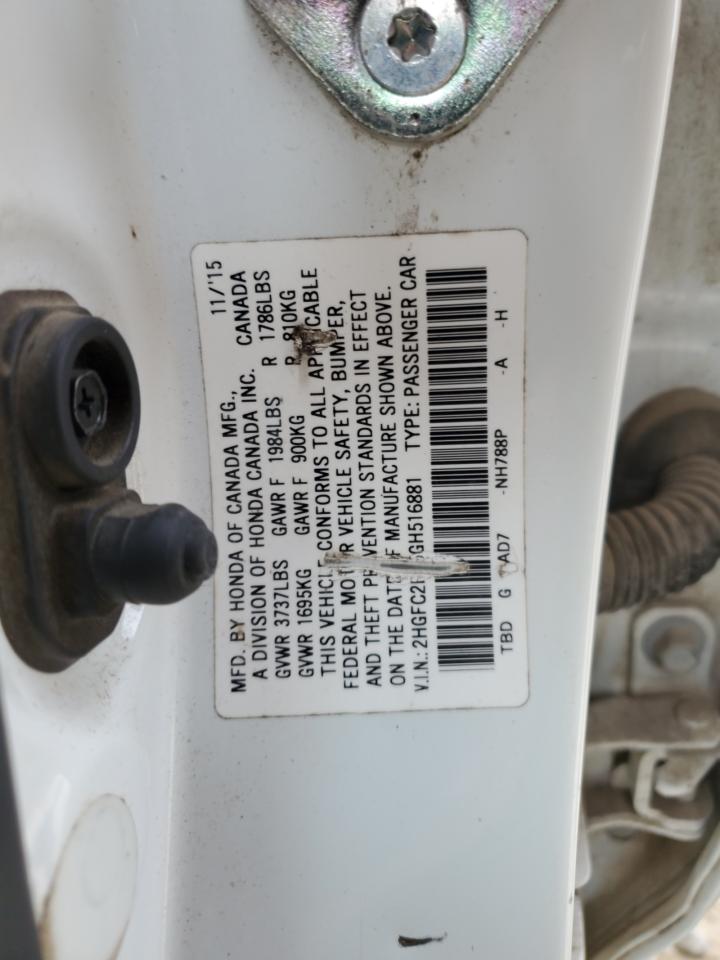 MFD. BY HONDA OF CANADA MFG., 11/'15
A DIVISION OF HONDA CANADA INC. CANADA
GVWR 3737LBS GAWR F 1984LBS R 1786LBS
GVWR 1695KG GAWR F 900KG R 810KG
THIS VEHICLE CONFORMS TO ALL APPLICABLE
FEDERAL MOTOR VEHICLE SAFETY, BUMPER,
AND THEFT PREVENTION STANDARDS IN EFFECT
ON THE DATE OF MANUFACTURE SHOWN ABOVE.
V.I.N.: TYPE: PASSENGER CAR
TBD G -NH788P -A -H